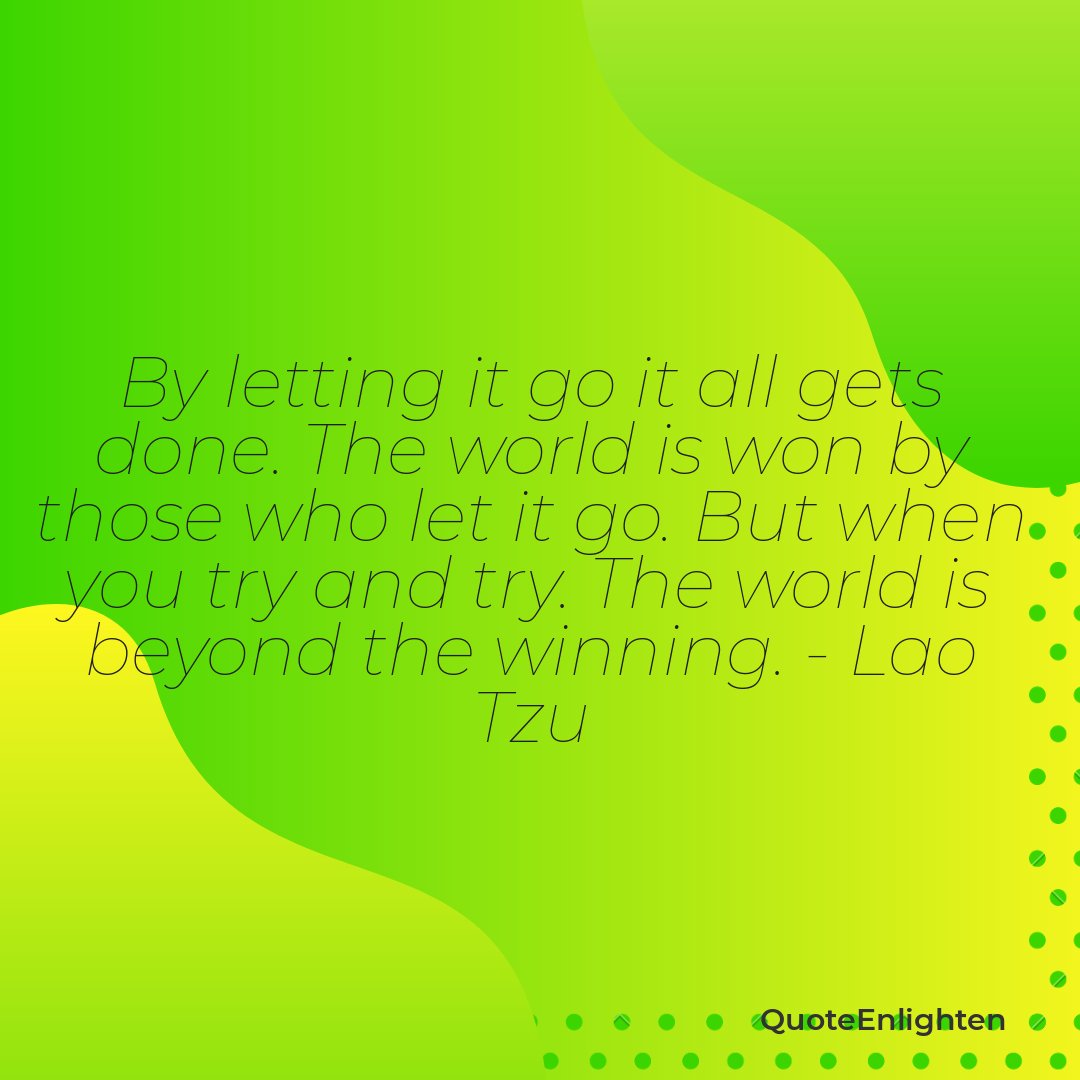 By letting it go it all gets
done. The world is won by
those who let it go. But when
you try and try. The world is
beyond the winning. - Lao
Tzu
QuoteEnlighten